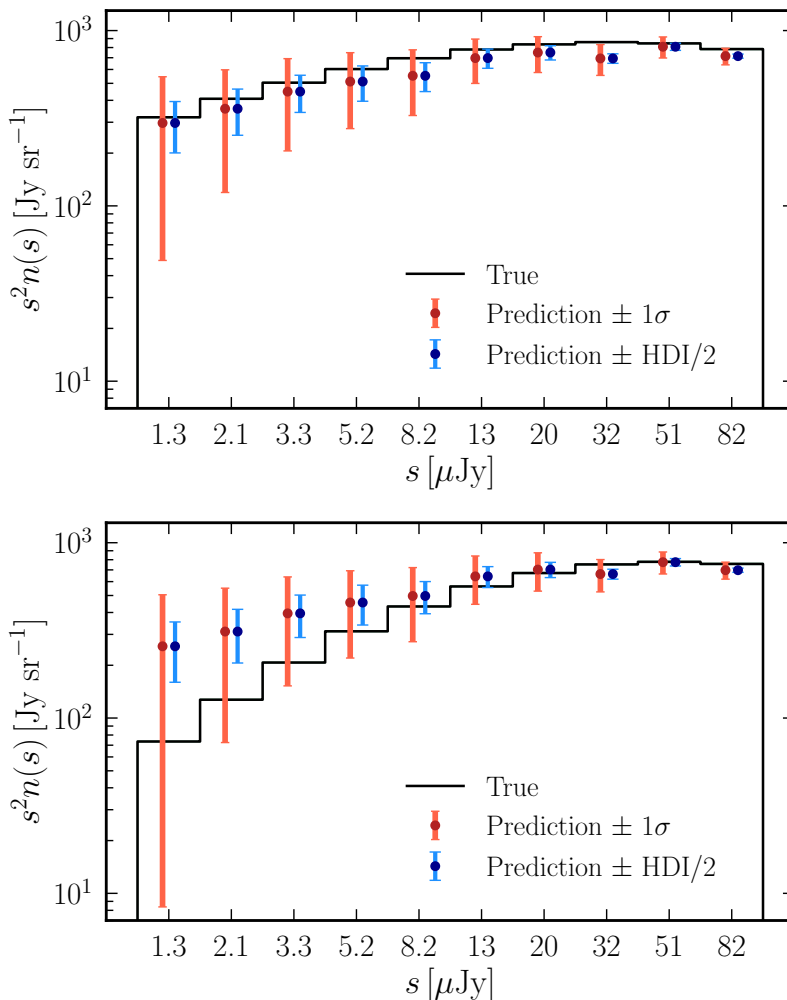 10³
10²
10¹
s²n(s) [Jy sr⁻¹]
True
Prediction ± 1σ
Prediction ± HDI/2
1.3 2.1 3.3 5.2 8.2 13 20 32 51 82
s [μJy]
10³
10²
10¹
s²n(s) [Jy sr⁻¹]
True
Prediction ± 1σ
Prediction ± HDI/2
1.3 2.1 3.3 5.2 8.2 13 20 32 51 82
s [μJy]